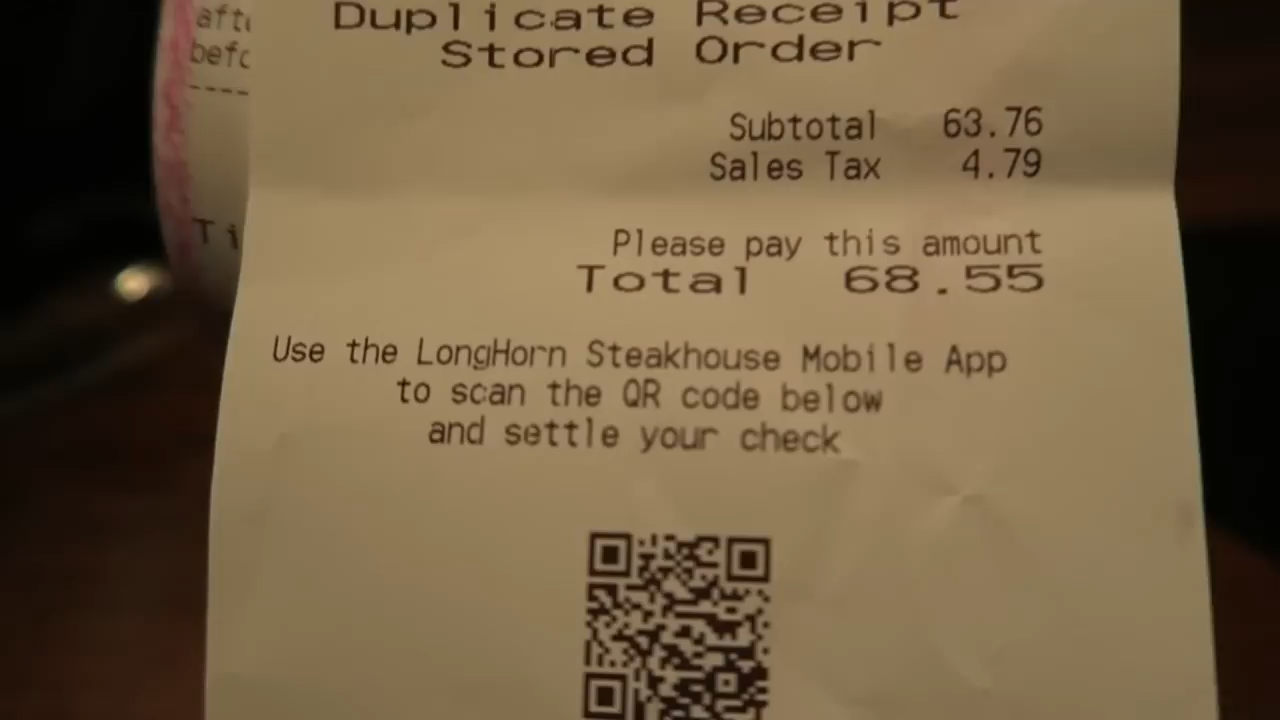 Duplicate Receipt
Stored Order
Subtotal 63.76
Sales Tax 4.79
Please pay this amount
Total 68.55
Use the LongHorn Steakhouse Mobile App
to scan the QR code below
and settle your check